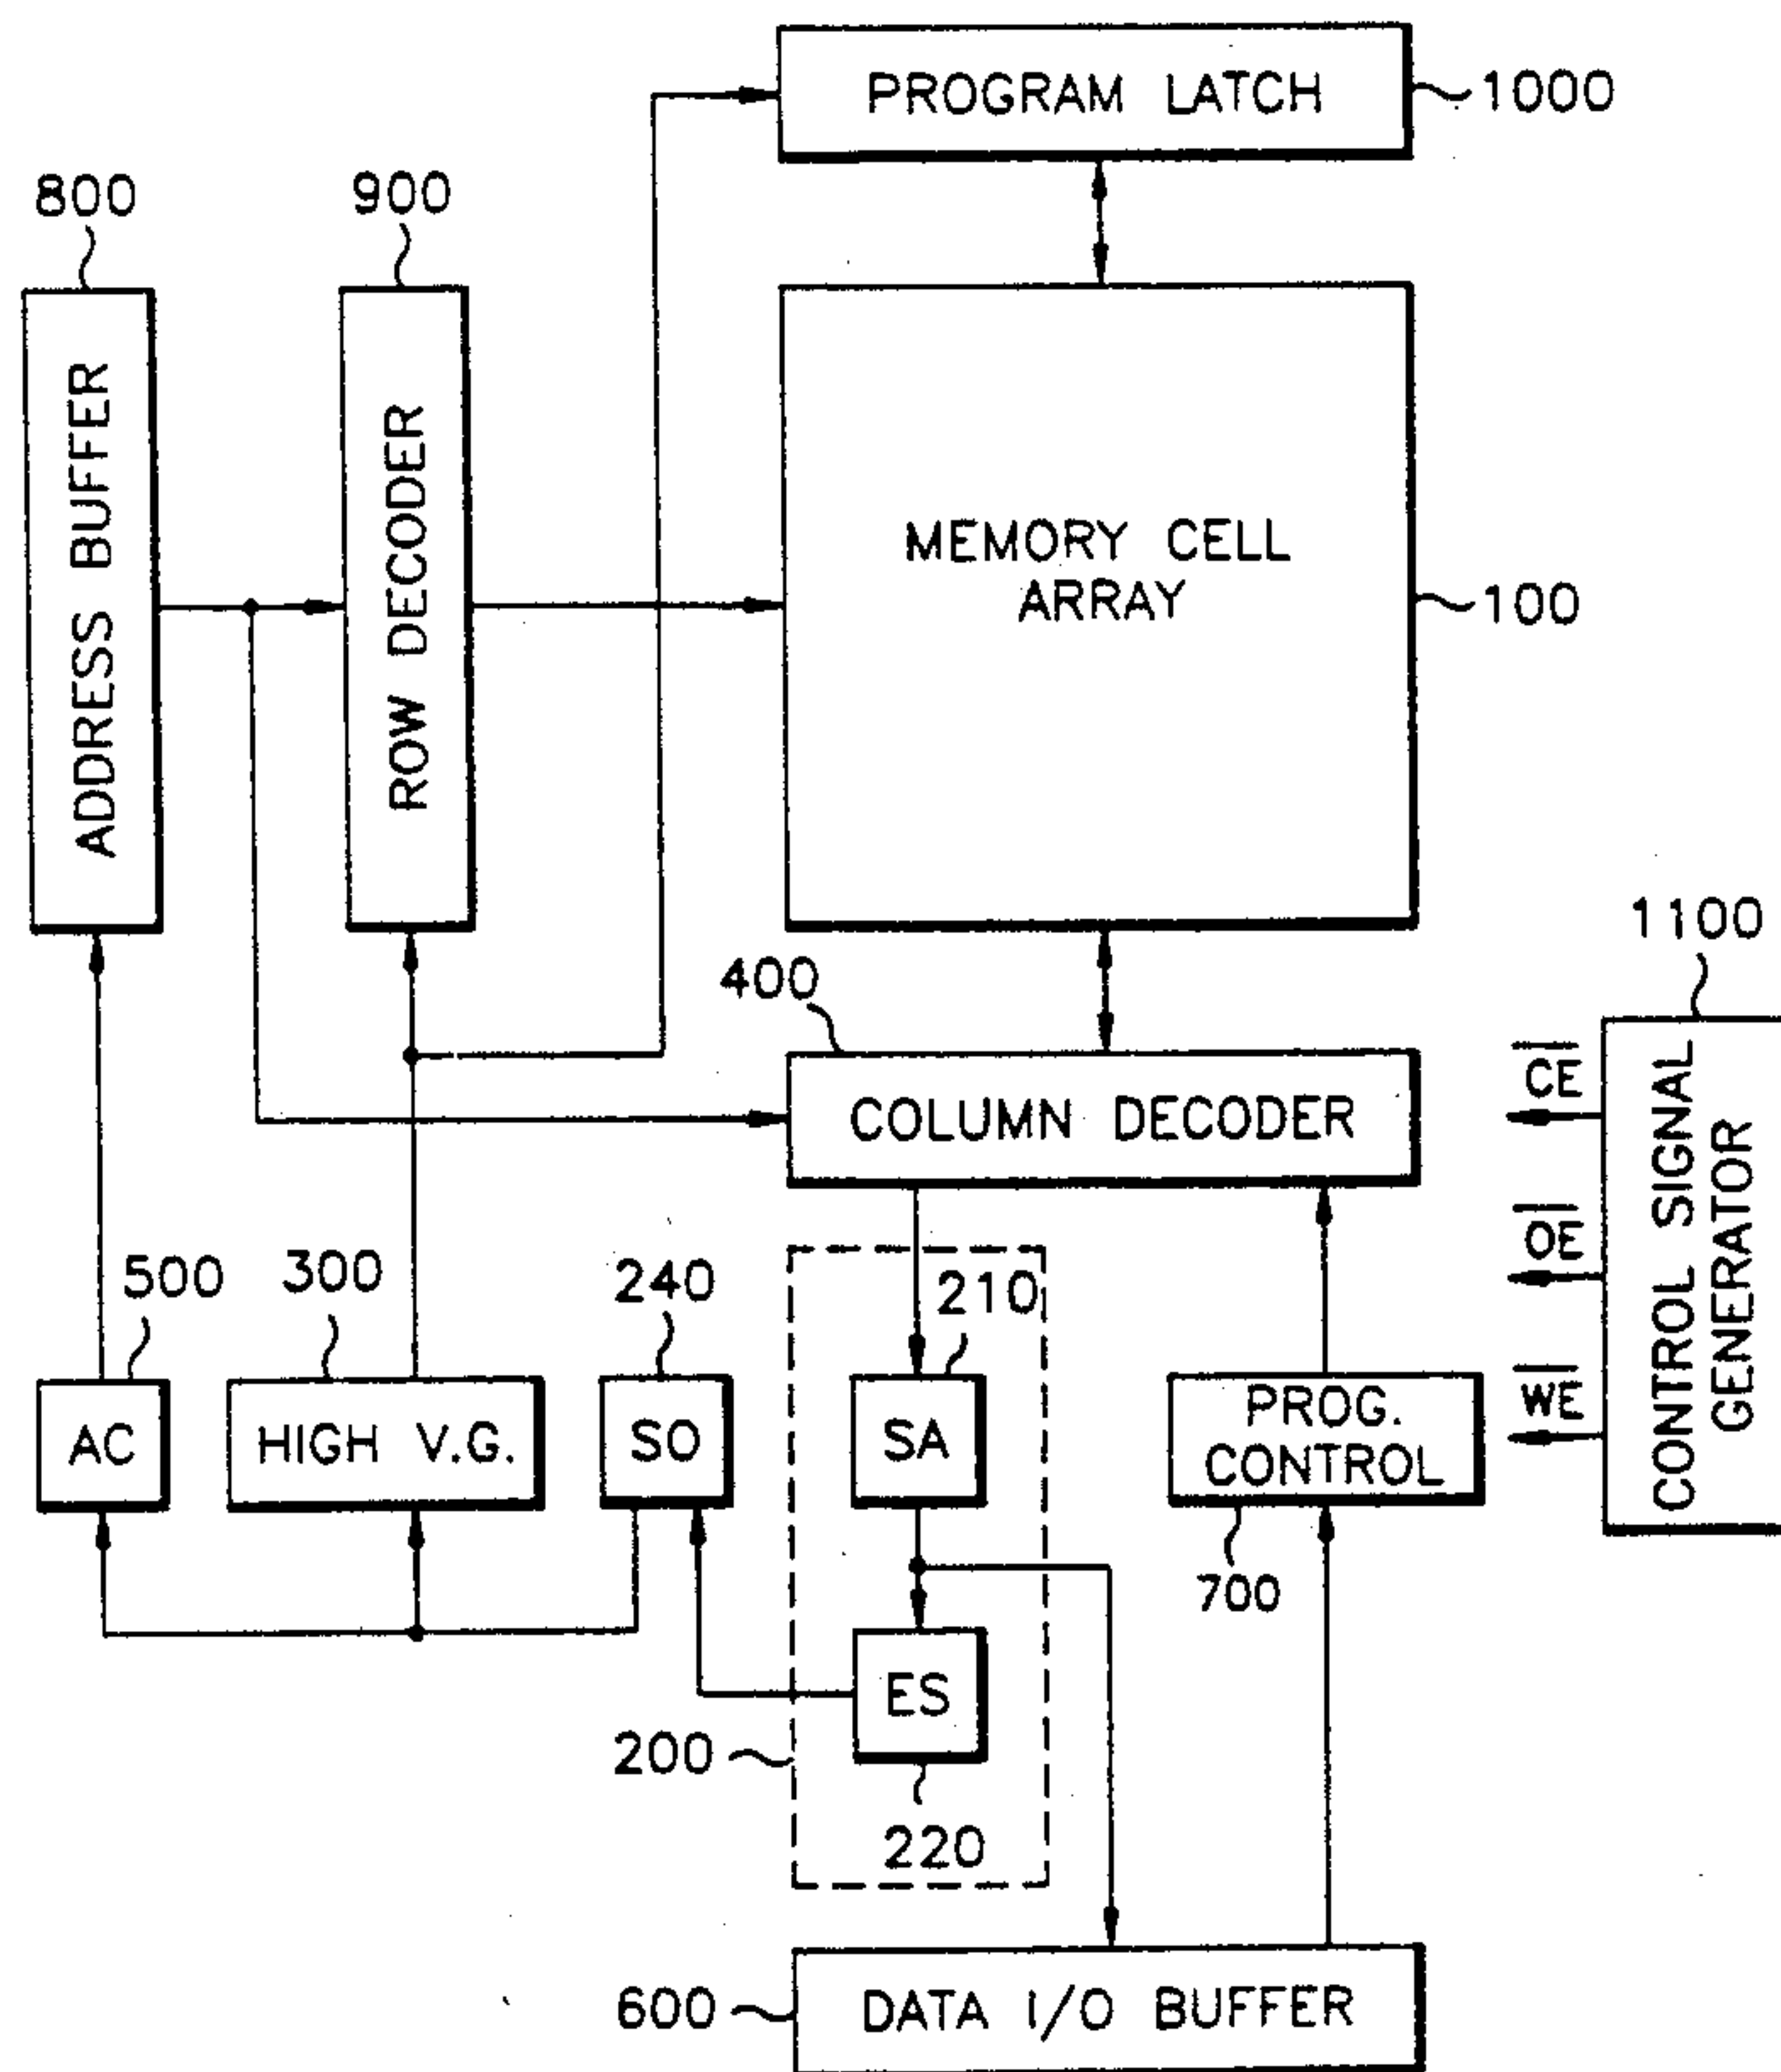 PROGRAM LATCH
1000
800
900
ADDRESS BUFFER
ROW DECODER
MEMORY CELL
ARRAY
100
1100
400
COLUMN DECODER
CE
OE
WE
CONTROL SIGNAL
GENERATOR
500
300
240
210
AC
HIGH V.G.
SO
SA
PROG.
CONTROL
700
ES
200
220
600
DATA I/O BUFFER